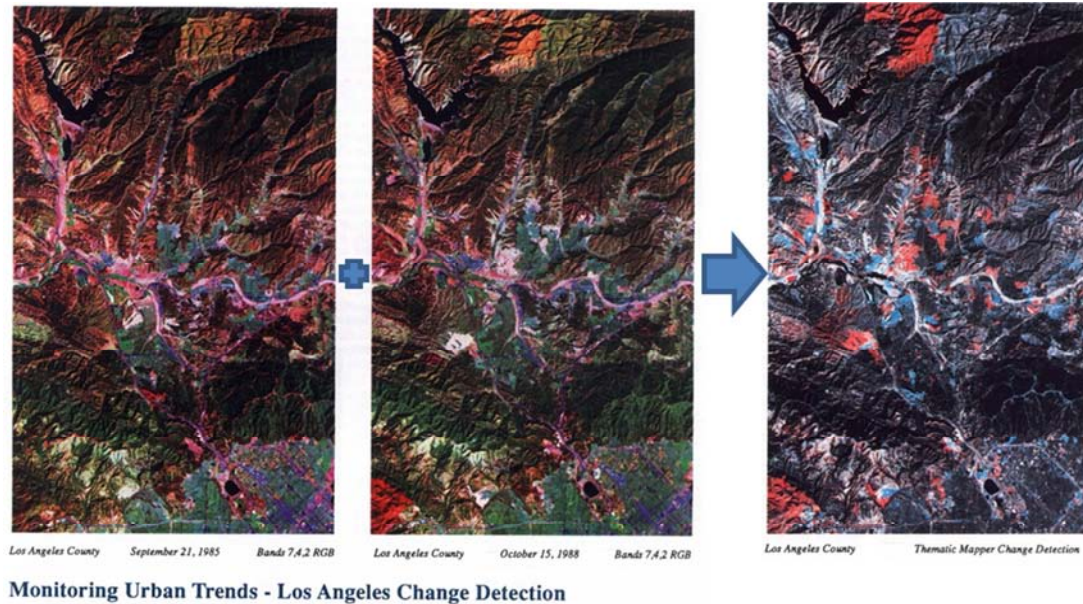 Los Angeles County September 21, 1985 Bands 7,4,2 RGB
Los Angeles County October 15, 1988 Bands 7,4,2 RGB
Los Angeles County Thematic Mapper Change Detection
Monitoring Urban Trends - Los Angeles Change Detection